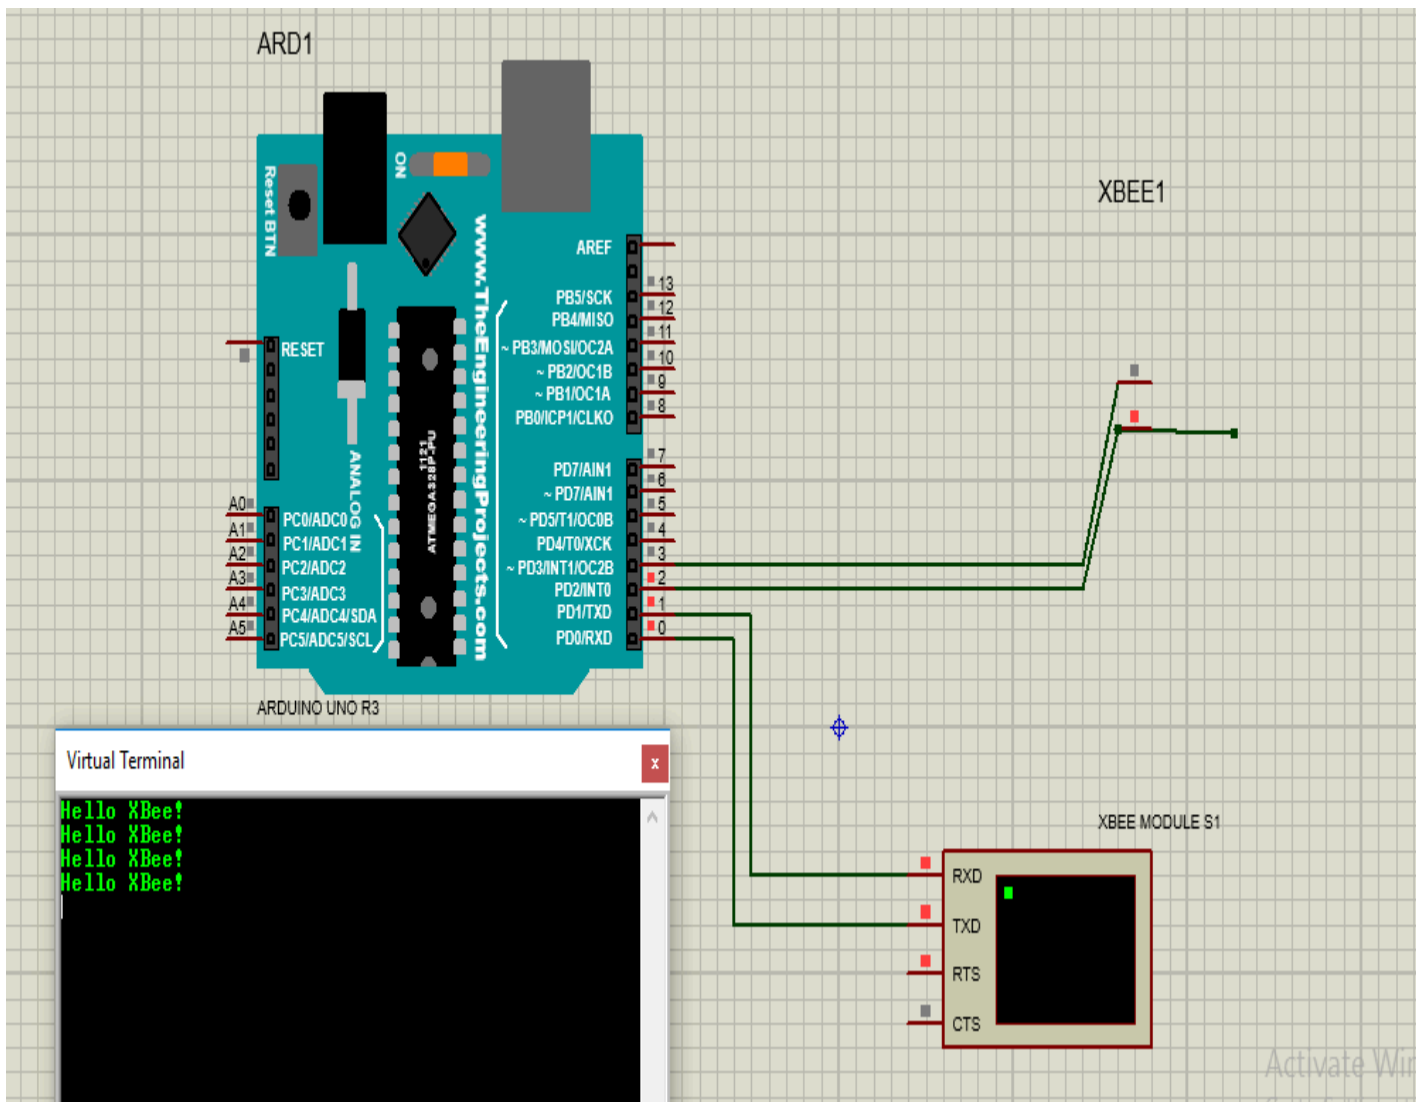 ARD1
XBEE1
ON
Reset BTN
www.TheEngineeringProjects.com
AREF
13
PB5/SCK
12
PB4/MISO
11
~ PB3/MOSI/OC2A
10
~ PB2/OC1B
9
~ PB1/OC1A
8
PB0/ICP1/CLKO
RESET
1121
ATMEGA328P-PU
ANALOG IN
7
PD7/AIN1
6
~ PD7/AIN1
5
~ PD5/T1/OC0B
4
PD4/T0/XCK
3
~ PD3/INT1/OC2B
2
PD2/INT0
1
PD1/TXD
0
PD0/RXD
A0
PC0/ADC0
A1
PC1/ADC1
A2
PC2/ADC2
A3
PC3/ADC3
A4
PC4/ADC4/SDA
A5
PC5/ADC5/SCL
ARDUINO UNO R3
Virtual Terminal
x
Hello XBee!
Hello XBee!
Hello XBee!
Hello XBee!
XBEE MODULE S1
RXD
TXD
RTS
CTS
Activate Win